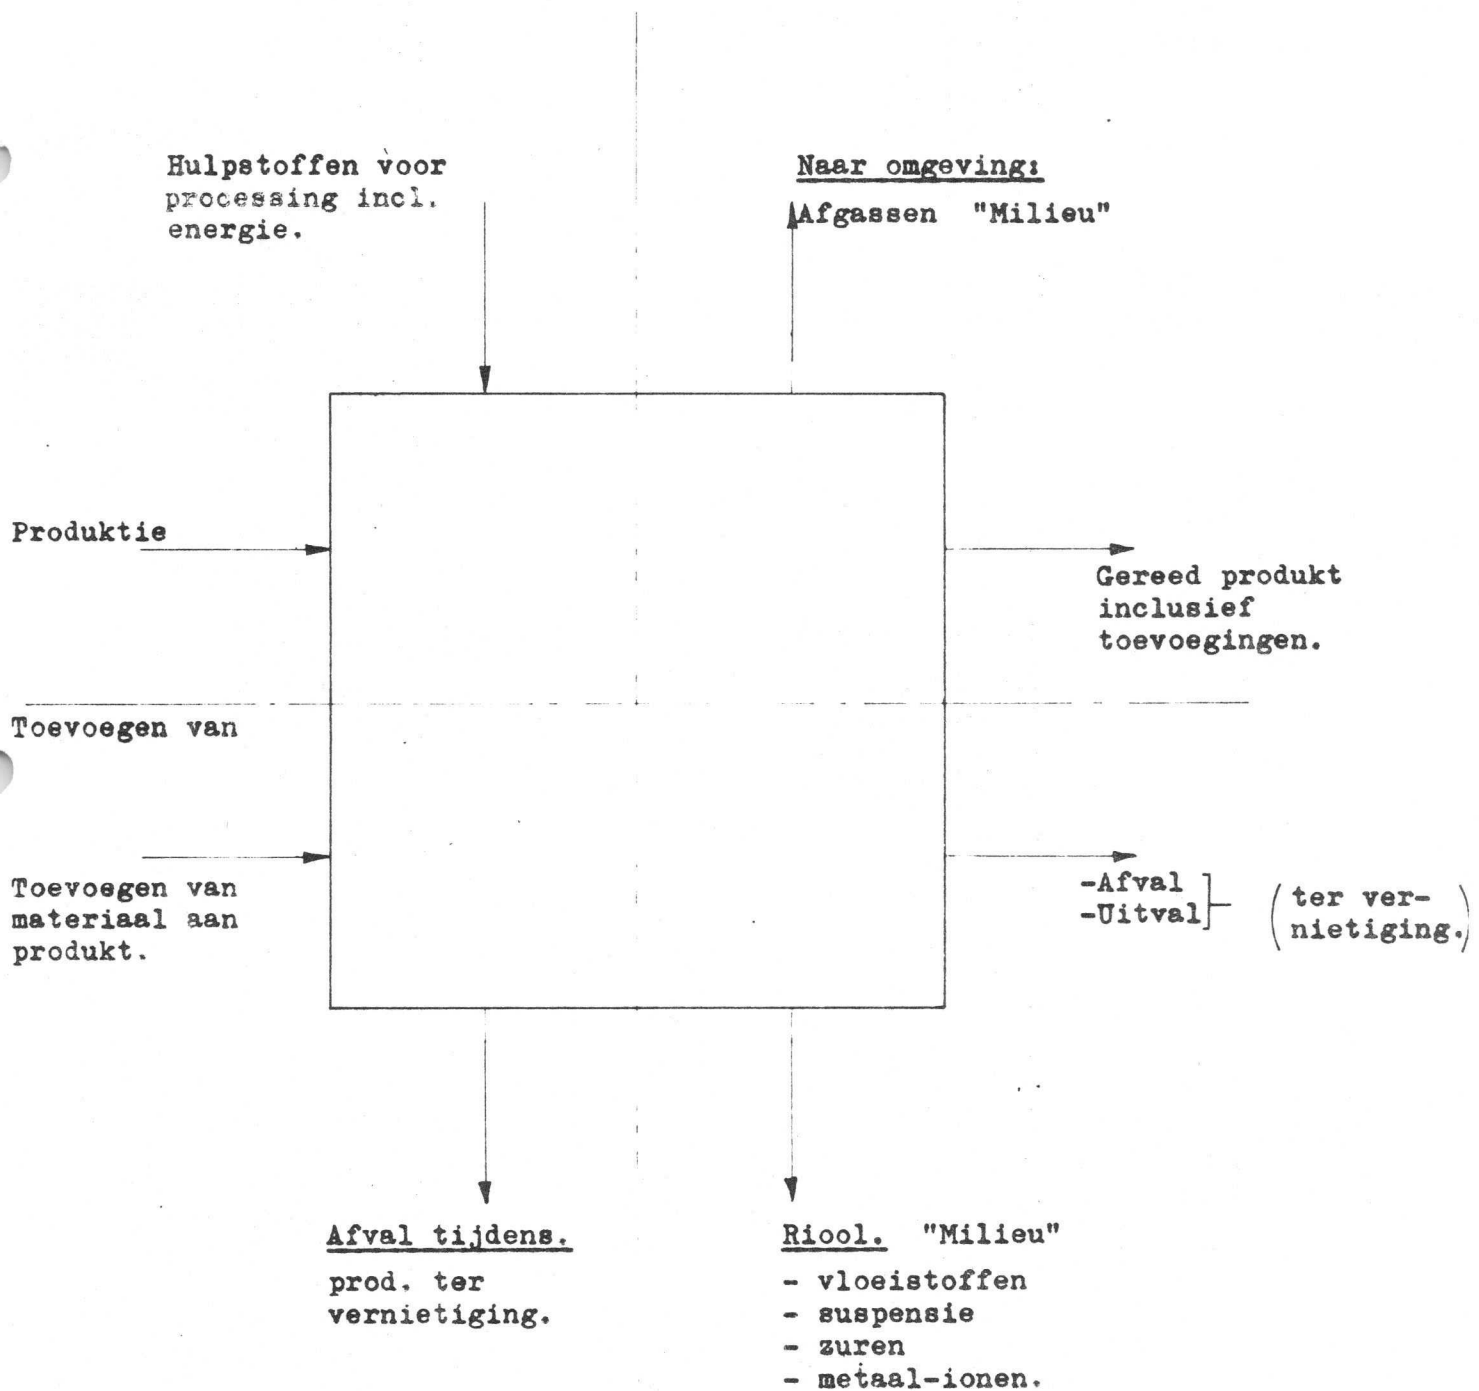 Hulpstoffen voor
processing incl.
energie.
Naar omgeving:
Afgassen "Milieu"
Produktie
Gereed produkt
inclusief
toevoegingen.
Toevoegen van
Toevoegen van
materiaal aan
produkt.
-Afval
-Uitval
(ter ver-
nietiging.)
Afval tijdens.
prod. ter
vernietiging.
Riool. "Milieu"
- vloeistoffen
- suspensie
- zuren
- metaal-ionen.